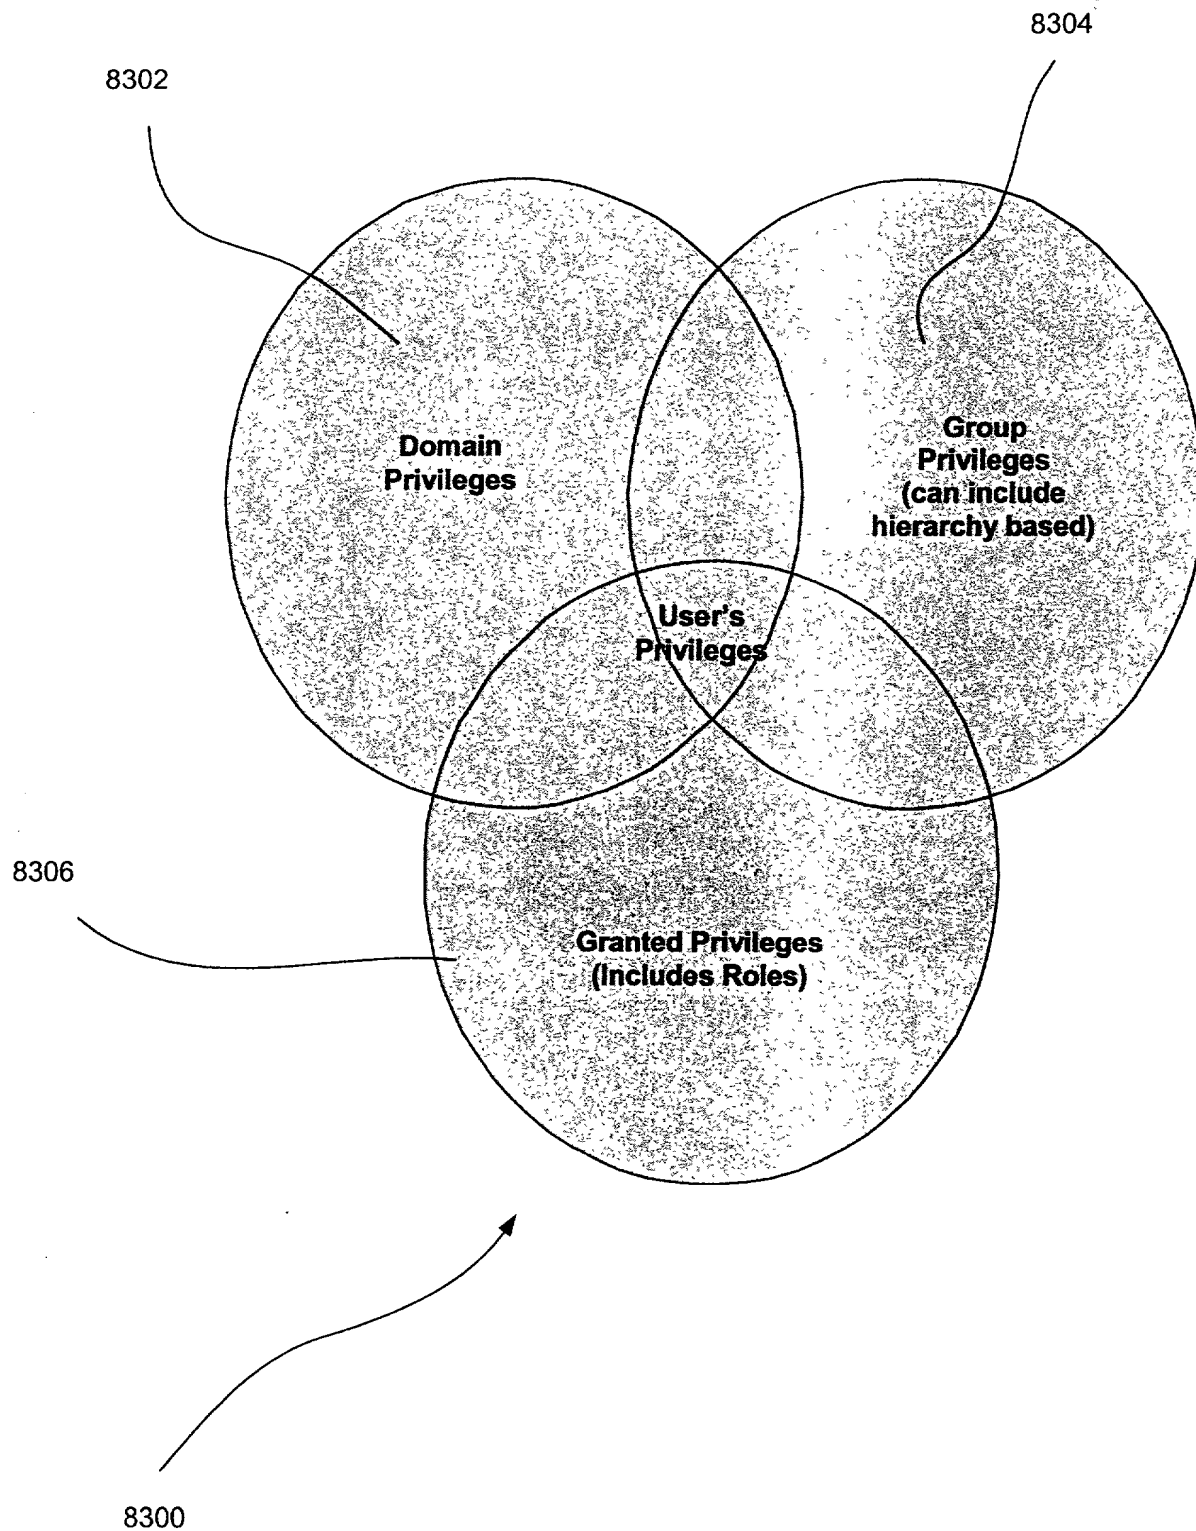 8304
8302
Domain
Privileges
Group
Privileges
(can include
hierarchy based)
User's
Privileges
8306
Granted Privileges
(Includes Roles)
8300